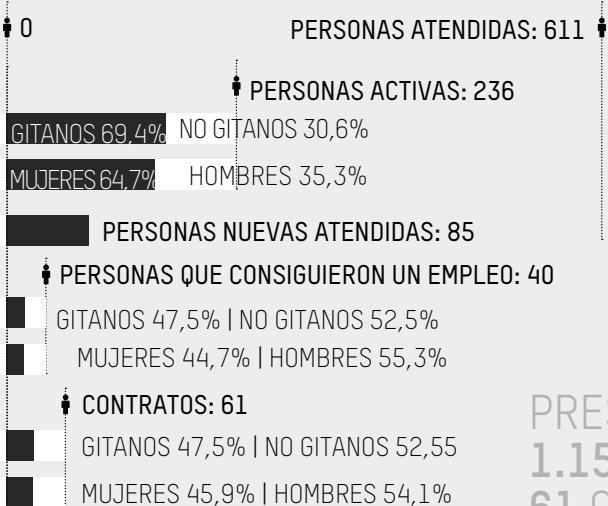 0 PERSONAS ATENDIDAS: 611
PERSONAS ACTIVAS: 236
GITANOS 69,4% NO GITANOS 30,6%
MUJERES 64,7% HOMBRES 35,3%
PERSONAS NUEVAS ATENDIDAS: 85
PERSONAS QUE CONSIGUIERON UN EMPLEO: 40
GITANOS 47,5% | NO GITANOS 52,5%
MUJERES 44,7% | HOMBRES 55,3%
CONTRATOS: 61
GITANOS 47,5% | NO GITANOS 52,55
MUJERES 45,9% | HOMBRES 54,1%